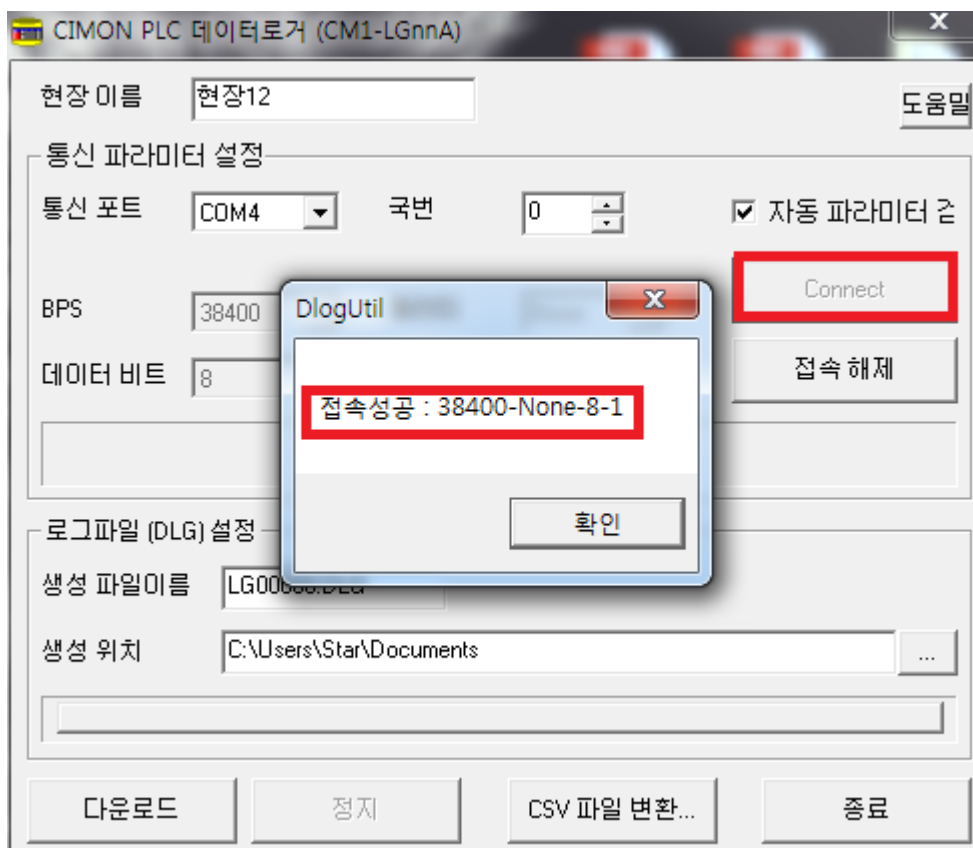 CIMON PLC 데이터로거 (CM1-LGnnA)
현장 이름 현장12
도움말
통신 파라미터 설정
통신 포트 COM4 국번 0 자동 파라미터
Connect
BPS 38400
DlogUtil
데이터 비트 8
접속 해제
접속성공 : 38400-None-8-1
확인
로그파일 (DLG) 설정
생성 파일이름
생성 위치 C:\Users\Star\Documents ...
다운로드 정지 CSV 파일 변환... 종료